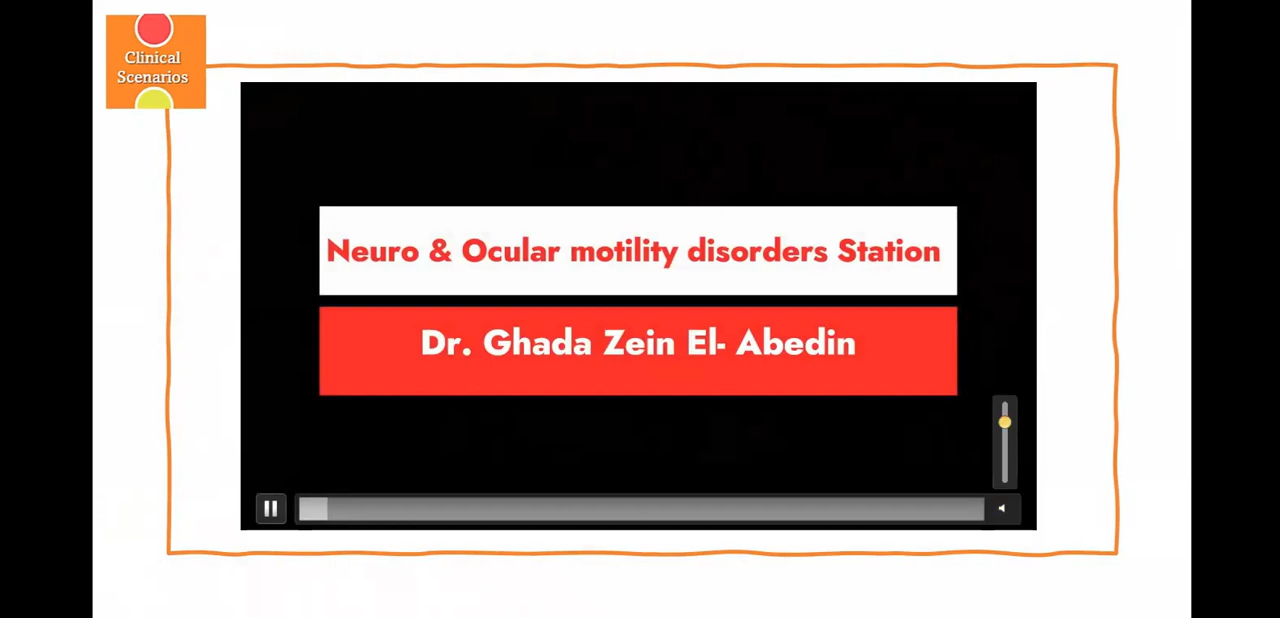 Clinical
Scenarios
Neuro & Ocular motility disorders Station
Dr. Ghada Zein El- Abedin